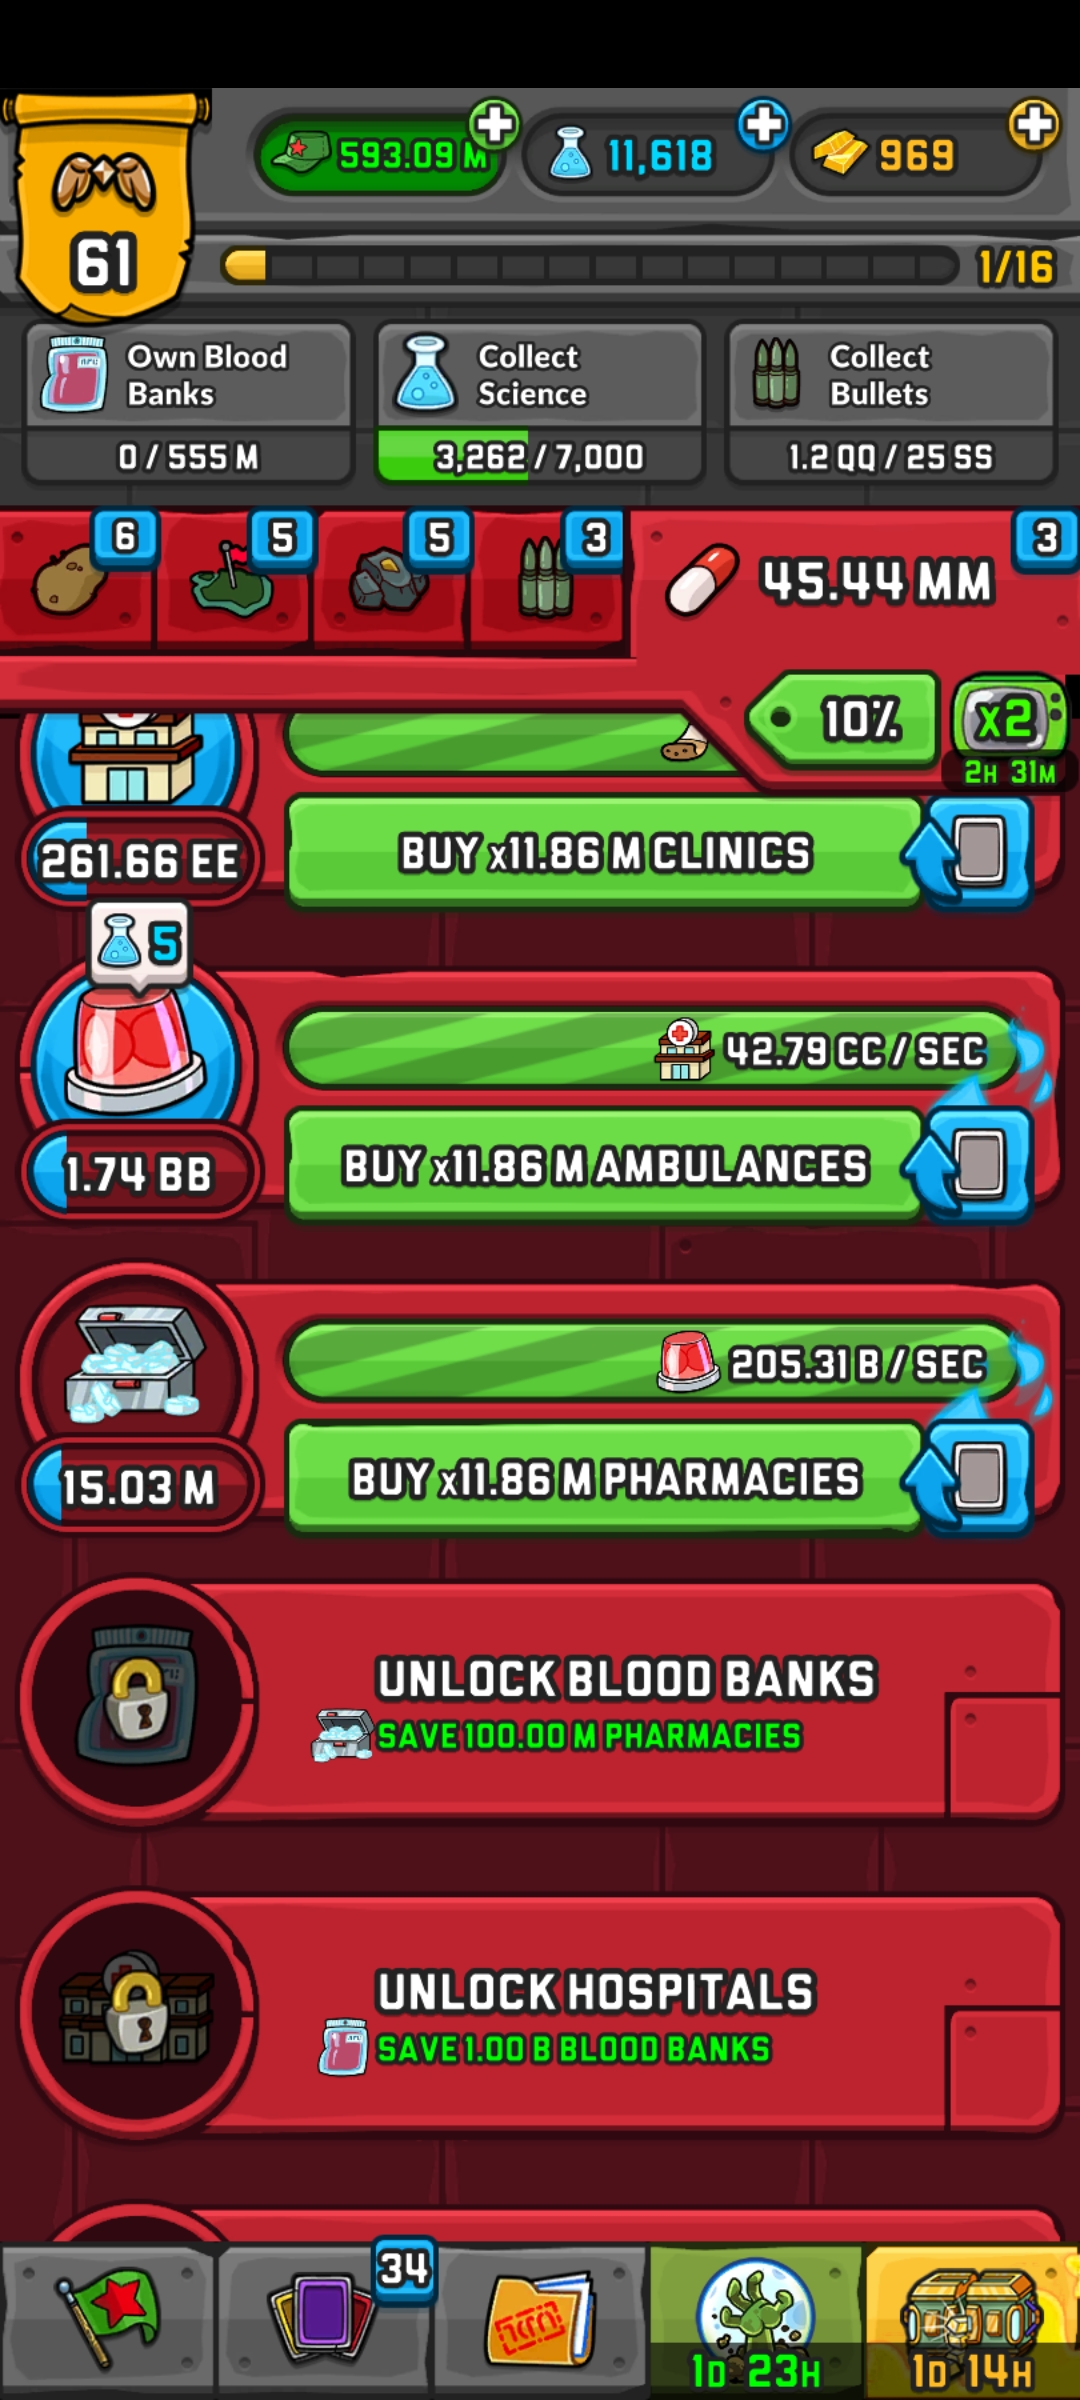 61
593.09 M
11,618
969
1/16
Own Blood
Banks
0 / 555 M
Collect
Science
3,262 / 7,000
Collect
Bullets
1.2 QQ / 25 SS
6
5
5
3
45.44 MM
3
10%
x2
2H 31M
261.66 EE
BUY x11.86 M CLINICS
5
42.79 CC / SEC
1.74 BB
BUY x11.86 M AMBULANCES
205.31 B / SEC
15.03 M
BUY x11.86 M PHARMACIES
UNLOCK BLOOD BANKS
SAVE 100.00 M PHARMACIES
UNLOCK HOSPITALS
SAVE 1.00 B BLOOD BANKS
34
1D 23H
1D 14H